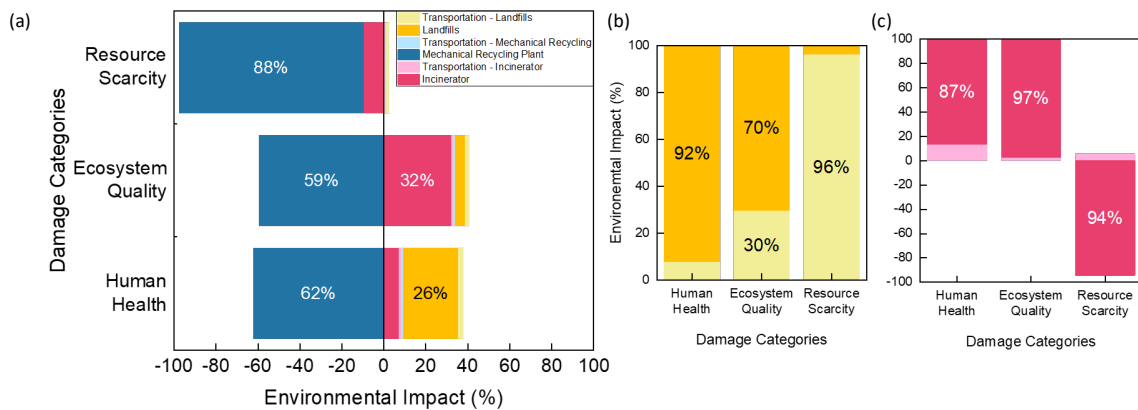 (a)
Transportation - Landfills
Landfills
Transportation - Mechanical Recycling
Mechanical Recycling Plant
Transportation - Incinerator
Incinerator
Damage Categories
Resource
Scarcity
Ecosystem
Quality
Human
Health
88%
59%
32%
62%
26%
-100 -80 -60 -40 -20 0 20 40 60 80 100
Environmental Impact (%)
(b)
Environemtal Impact (%)
100
80
60
40
20
0
92%
70%
30%
96%
Human
Health
Ecosystem
Quality
Resource
Scarcity
Damage Categories
(c)
100
80
60
40
20
0
-20
-40
-60
-80
-100
87%
97%
94%
Human
Health
Ecosystem
Quality
Resource
Scarcity
Damage Categories